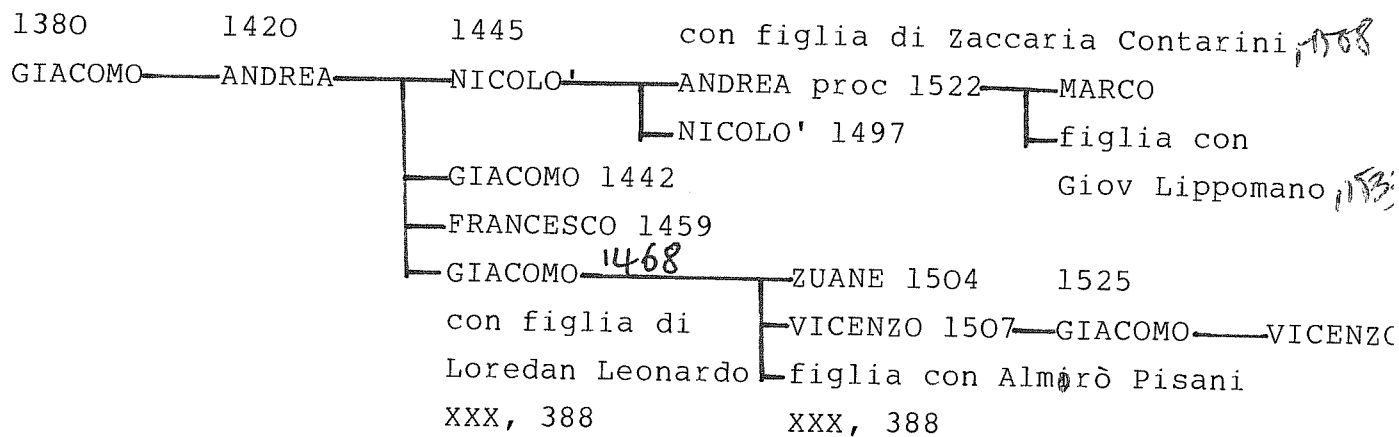 1380 1420 1445 con figlia di Zaccaria Contarini, 1508
GIACOMO ANDREA NICOLO' ANDREA proc 1522 MARCO
NICOLO' 1497 figlia con
GIACOMO 1442 Giov Lippomano, 1533
FRANCESCO 1459
GIACOMO 1468 ZUANE 1504 1525
con figlia di VICENZO 1507 GIACOMO VICENZO
Loredan Leonardo figlia con Almorò Pisani
XXX, 388 XXX, 388